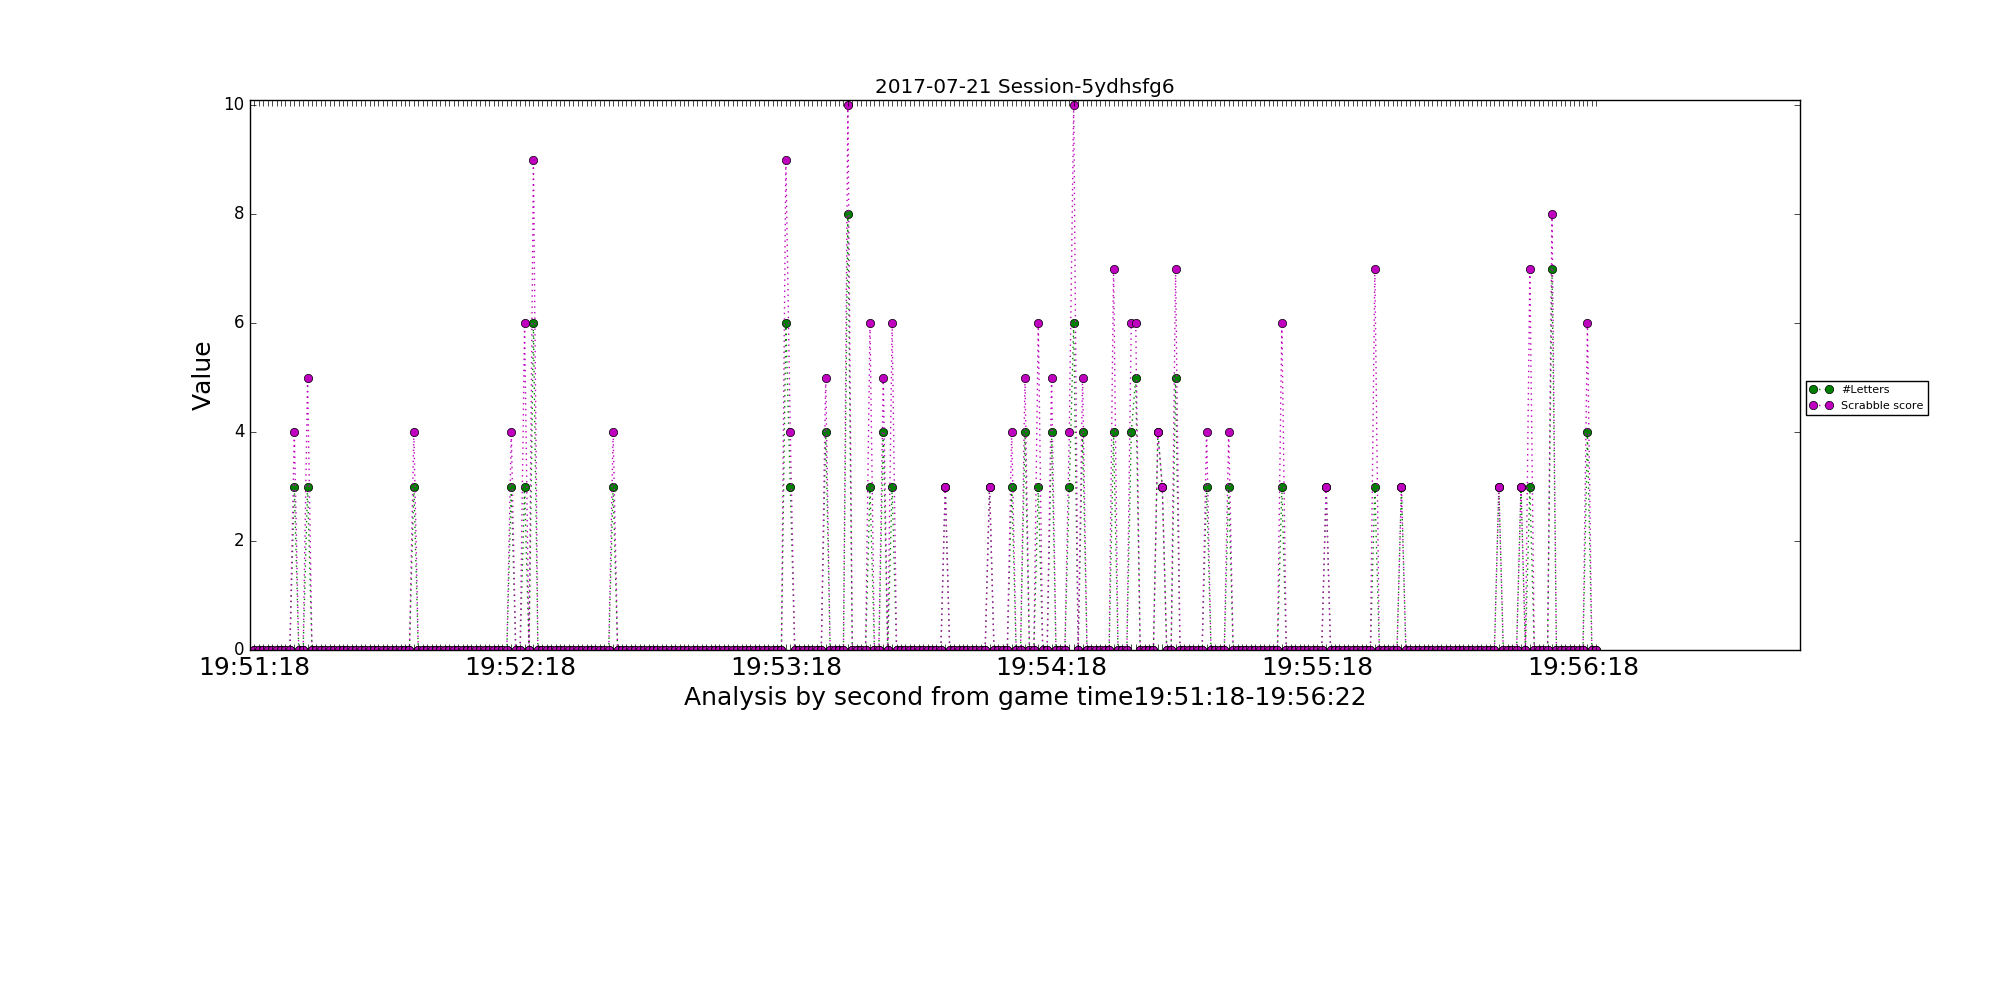 2017-07-21 Session-5ydhsfg6
10
8
6
4
2
0
Value
#Letters
Scrabble score
19:51:18 19:52:18 19:53:18 19:54:18 19:55:18 19:56:18
Analysis by second from game time19:51:18-19:56:22